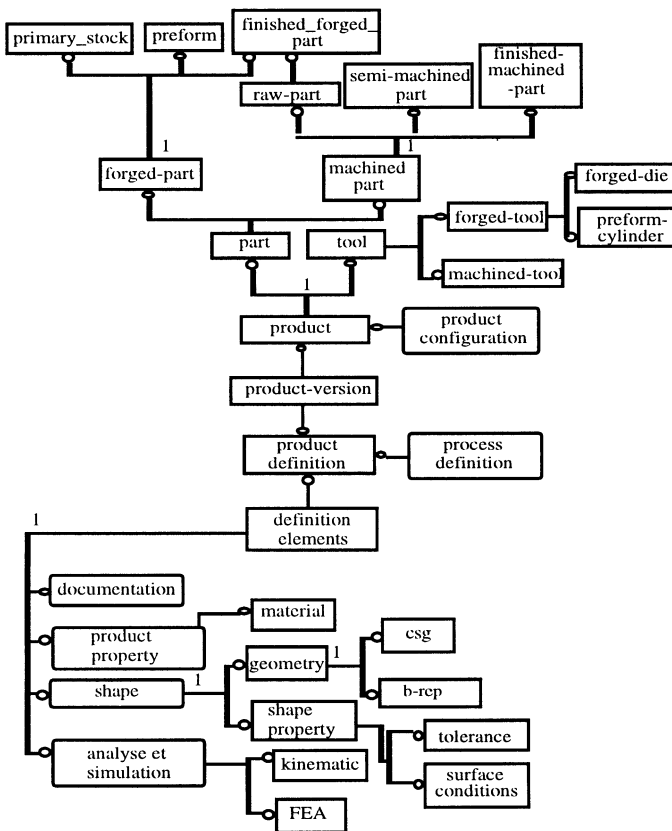 primary_stock
preform
finished_forged_
part
raw-part
semi-machined
part
finished-
machined
-part
1
1
forged-part
machined
part
forged-die
forged-tool
preform-
cylinder
part
tool
machined-tool
1
product
product
configuration
product-version
product
definition
process
definition
definition
elements
1
documentation
material
product
property
csg
geometry
1
shape
1
b-rep
shape
property
tolerance
analyse et
simulation
kinematic
surface
conditions
FEA